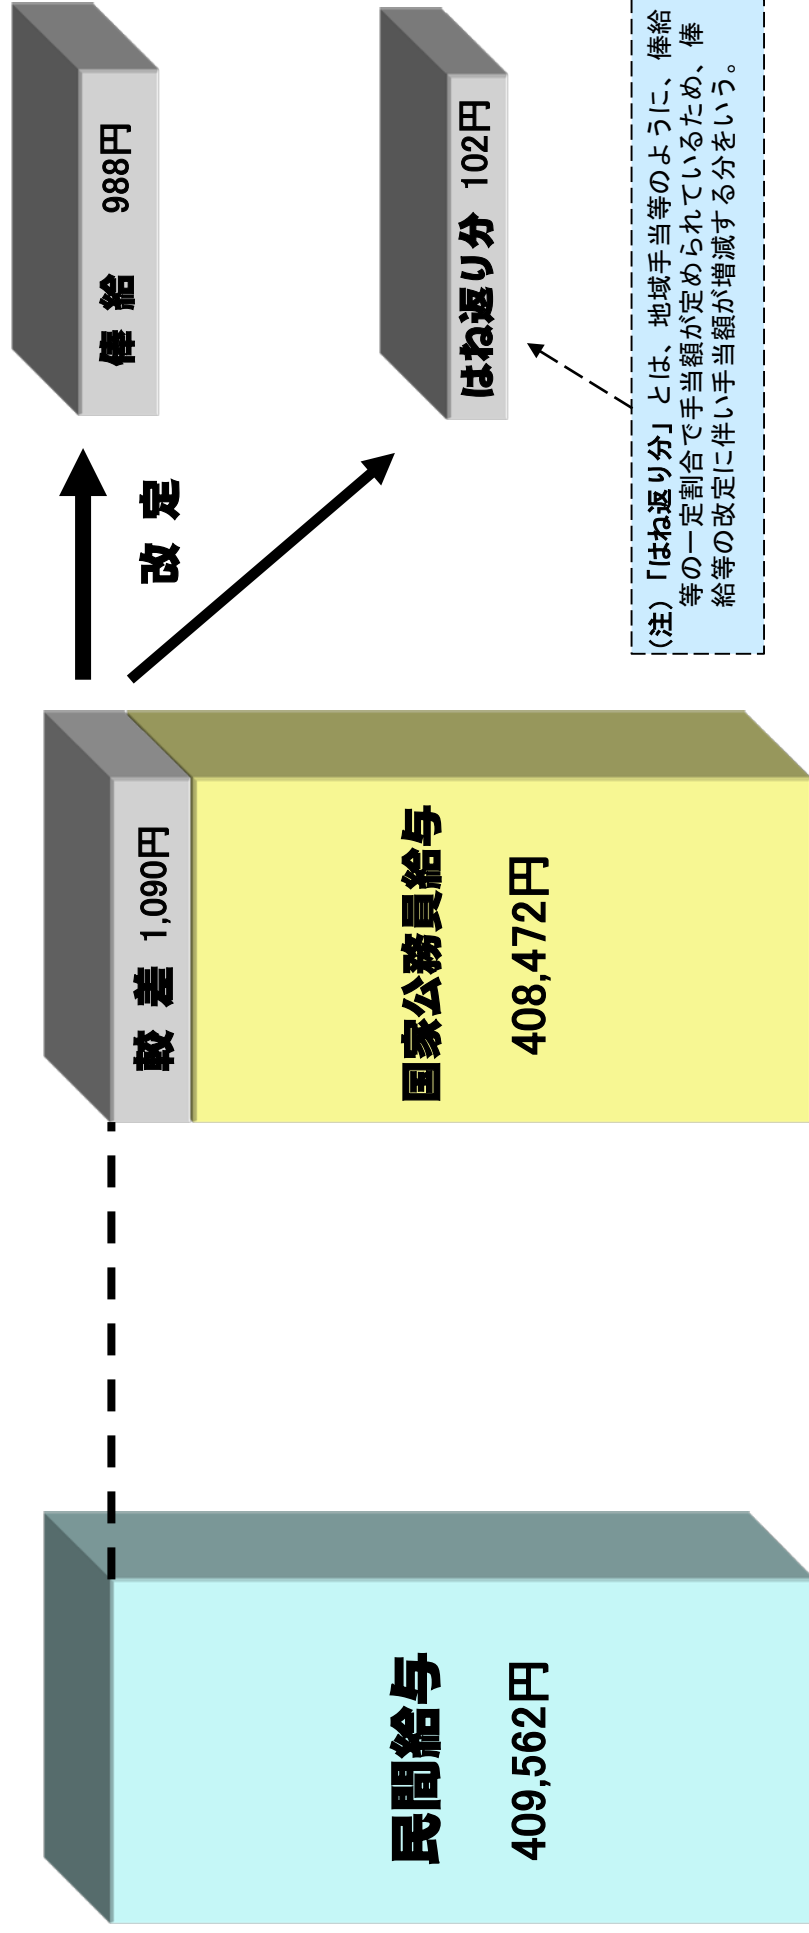 民間給与
409,562円
較 差 1,090円
国家公務員給与
408,472円
改 定
俸 給 988円
はね返り分 102円
(注)「はね返り分」とは、地域手当等のように、俸給
等の一定割合で手当額が定められているため、俸
給等の改定に伴い手当額が増減する分をいう。